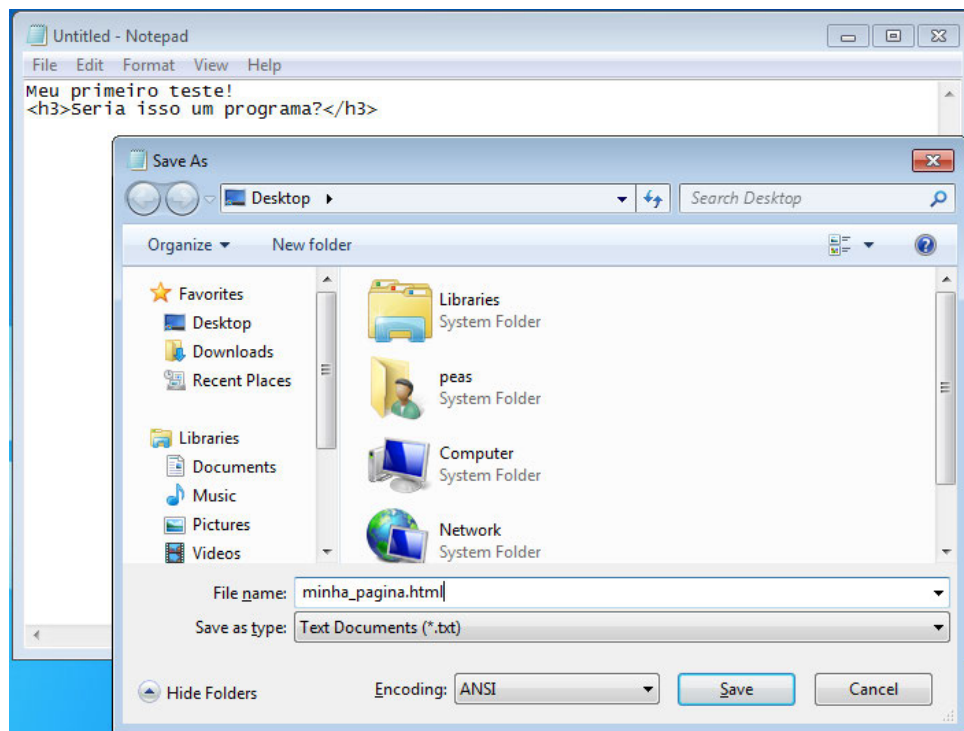 Untitled - Notepad
File Edit Format View Help
Meu primeiro teste!
<h3>Seria isso um programa?</h3>
Save As
Desktop
Search Desktop
Organize New folder
Favorites
Desktop
Downloads
Recent Places
Libraries
Documents
Music
Pictures
Videos
Libraries
System Folder
peas
System Folder
Computer
System Folder
Network
System Folder
File name: minha_pagina.html
Save as type: Text Documents (*.txt)
Hide Folders Encoding: ANSI Save Cancel